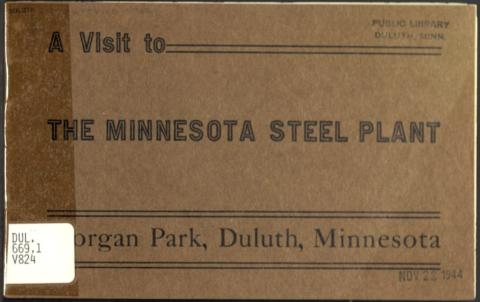 PUBLIC LIBRARY
DULUTH, MINN.
A Visit to
THE MINNESOTA STEEL PLANT
organ Park, Duluth, Minnesota
DUL.
669.1
V824
NOV 22 1944